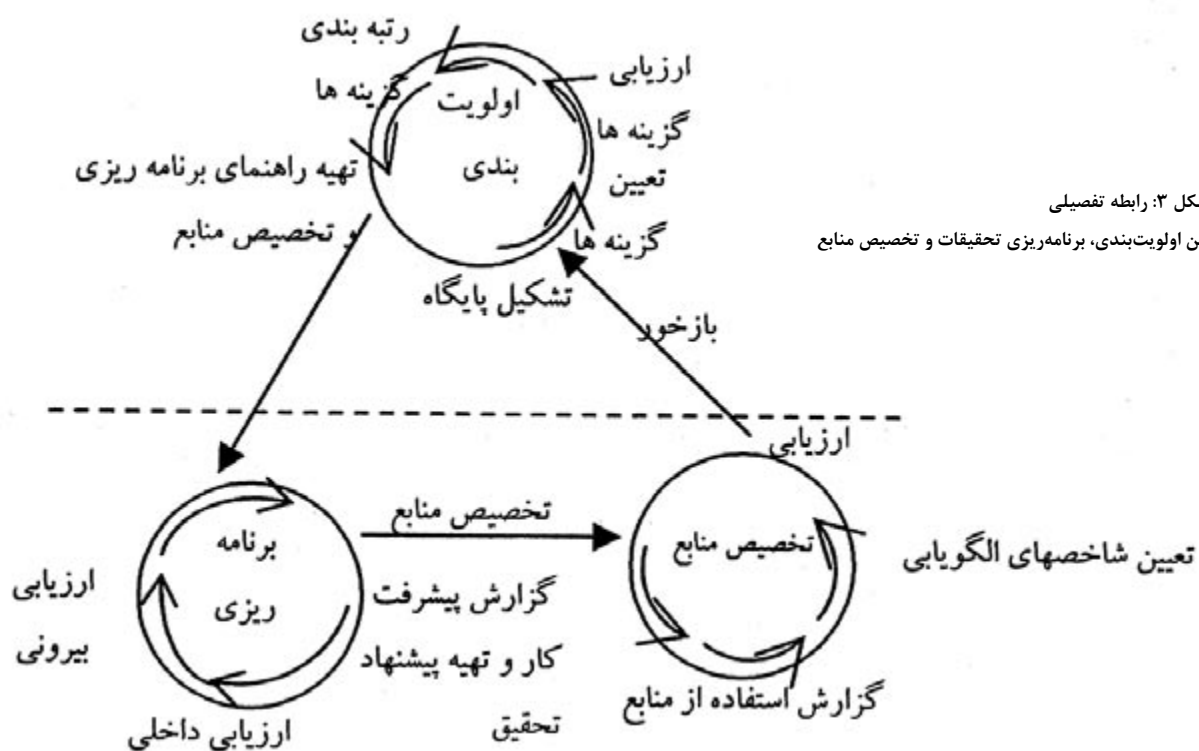 رتبه بندی
گزینه ها
ارزیابی
گزینه ها
اولویت
بندی
تعیین
گزینه ها
تهیه راهنمای برنامه ریزی
و تخصیص منابع
تشکیل پایگاه
کل ۳: رابطه تفصیلی
ن اولویت‌بندی، برنامه‌ریزی تحقیقات و تخصیص منابع
بازخور
ارزیابی
تخصیص منابع
تخصیص منابع
تعیین شاخصهای الگویابی
گزارش استفاده از منابع
برنامه
ریزی
گزارش پیشرفت
کار و تهیه پیشنهاد
تحقیق
ارزیابی
بیرونی
ارزیابی داخلی